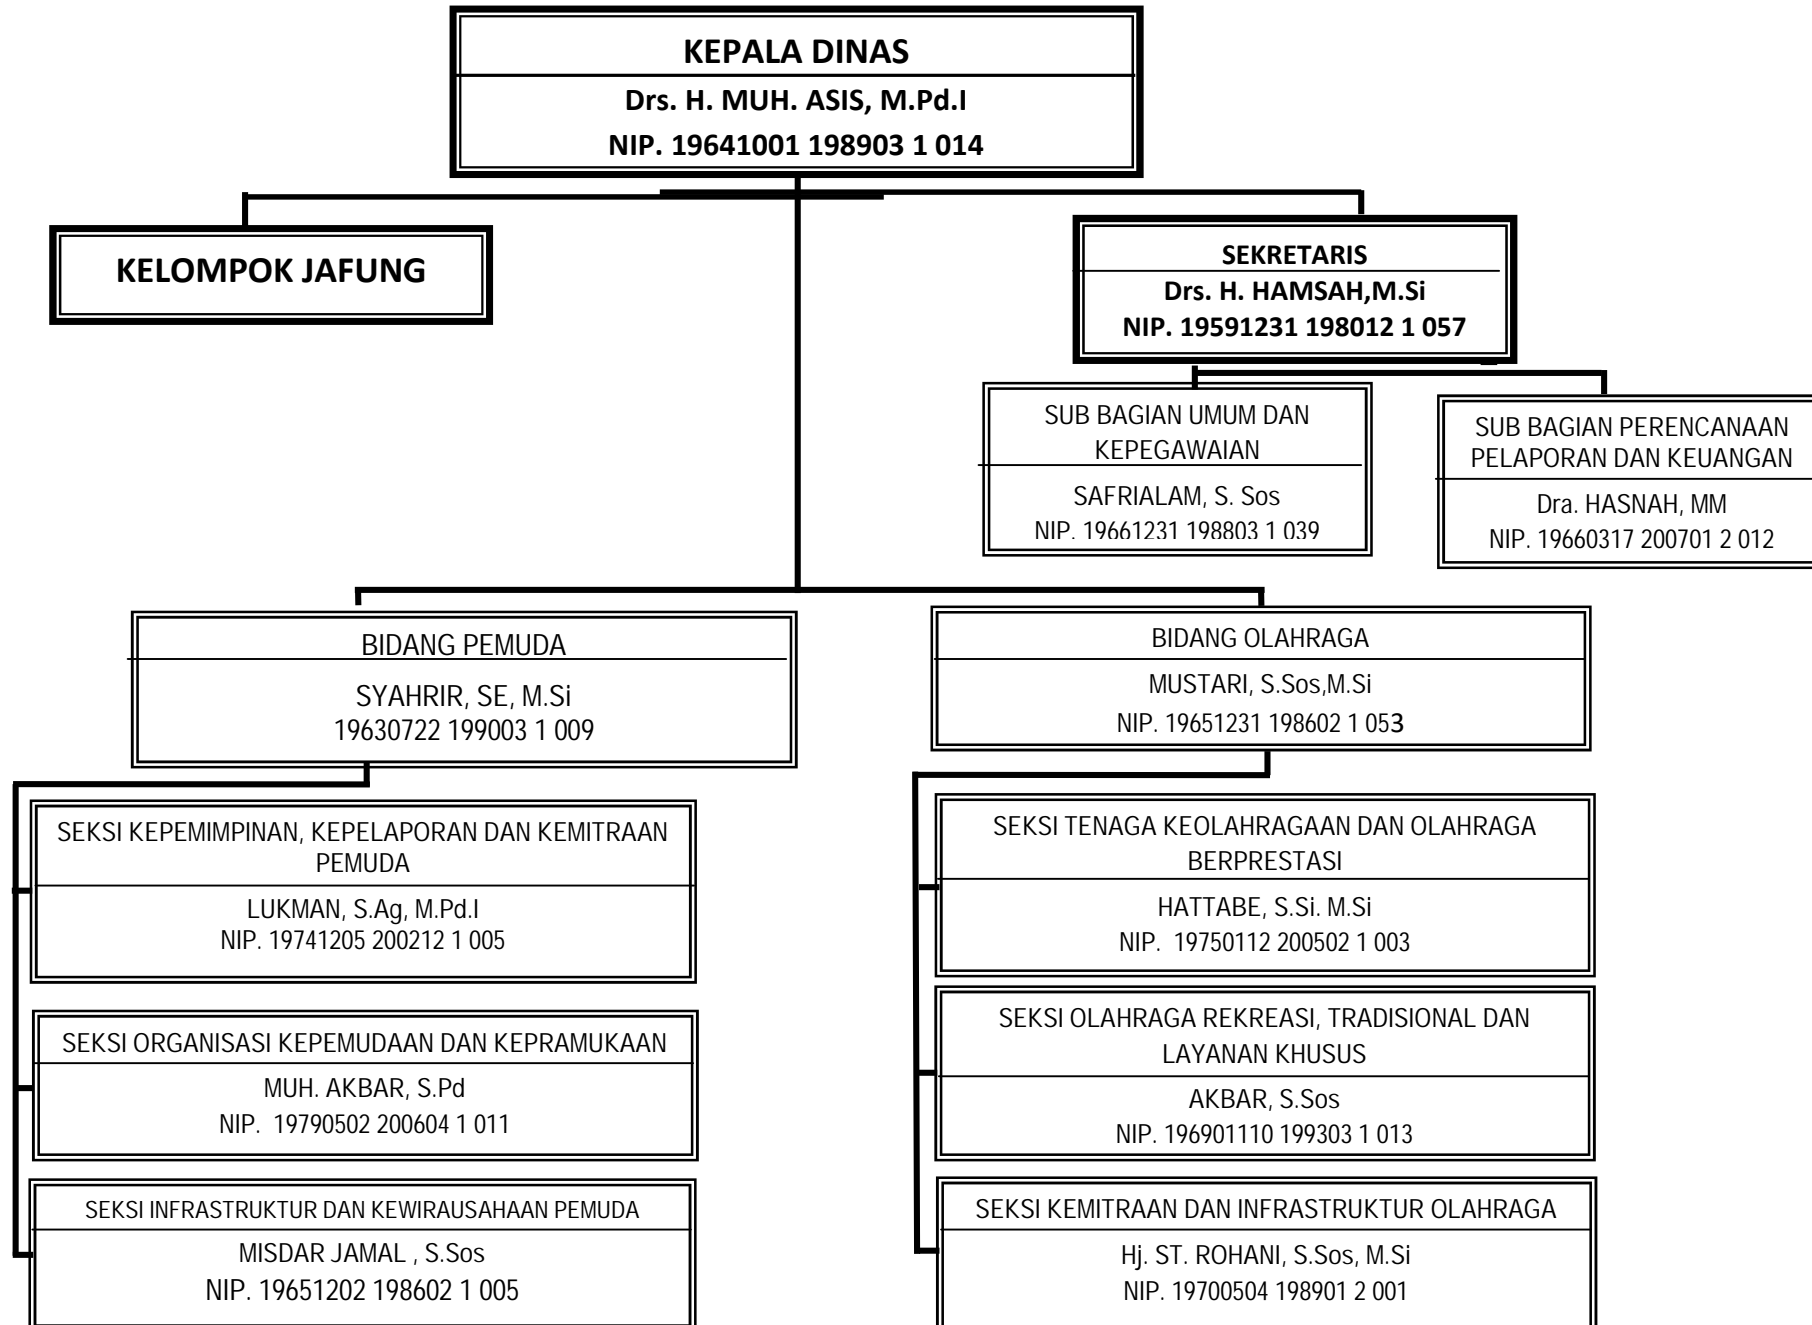 KEPALA DINAS
Drs. H. MUH. ASIS, M.Pd.I
NIP. 19641001 198903 1 014
KELOMPOK JAFUNG
SEKRETARIS
Drs. H. HAMSAH,M.Si
NIP. 19591231 198012 1 057
SUB BAGIAN UMUM DAN
KEPEGAWAIAN
SAFRIALAM, S. Sos
NIP. 19661231 198803 1 039
SUB BAGIAN PERENCANAAN
PELAPORAN DAN KEUANGAN
Dra. HASNAH, MM
NIP. 19660317 200701 2 012
BIDANG PEMUDA
SYAHRIR, SE, M.Si
19630722 199003 1 009
SEKSI KEPEMIMPINAN, KEPELAPORAN DAN KEMITRAAN
PEMUDA
LUKMAN, S.Ag, M.Pd.I
NIP. 19741205 200212 1 005
SEKSI ORGANISASI KEPEMUDAAN DAN KEPRAMUKAAN
MUH. AKBAR, S.Pd
NIP.  19790502 200604 1 011
SEKSI INFRASTRUKTUR DAN KEWIRAUSAHAAN PEMUDA
MISDAR JAMAL , S.Sos
NIP. 19651202 198602 1 005
BIDANG OLAHRAGA
MUSTARI, S.Sos,M.Si
NIP. 19651231 198602 1 053
SEKSI TENAGA KEOLAHRAGAAN DAN OLAHRAGA
BERPRESTASI
HATTABE, S.Si. M.Si
NIP.  19750112 200502 1 003
SEKSI OLAHRAGA REKREASI, TRADISIONAL DAN
LAYANAN KHUSUS
AKBAR, S.Sos
NIP. 196901110 199303 1 013
SEKSI KEMITRAAN DAN INFRASTRUKTUR OLAHRAGA
Hj. ST. ROHANI, S.Sos, M.Si
NIP. 19700504 198901 2 001